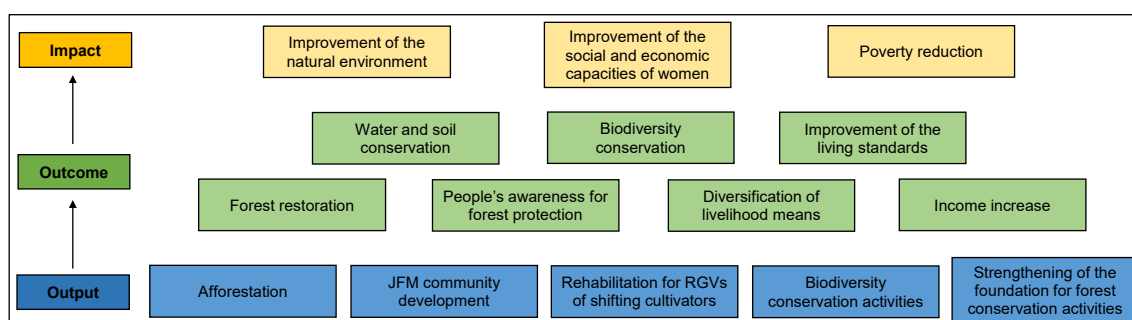 Impact
Improvement of the
natural environment
Improvement of the
social and economic
capacities of women
Poverty reduction
Water and soil
conservation
Biodiversity
conservation
Improvement of the
living standards
Outcome
Forest restoration
People's awareness for
forest protection
Diversification of
livelihood means
Income increase
Output
Afforestation
JFM community
development
Rehabilitation for RGVs
of shifting cultivators
Biodiversity
conservation activities
Strengthening of the
foundation for forest
conservation activities